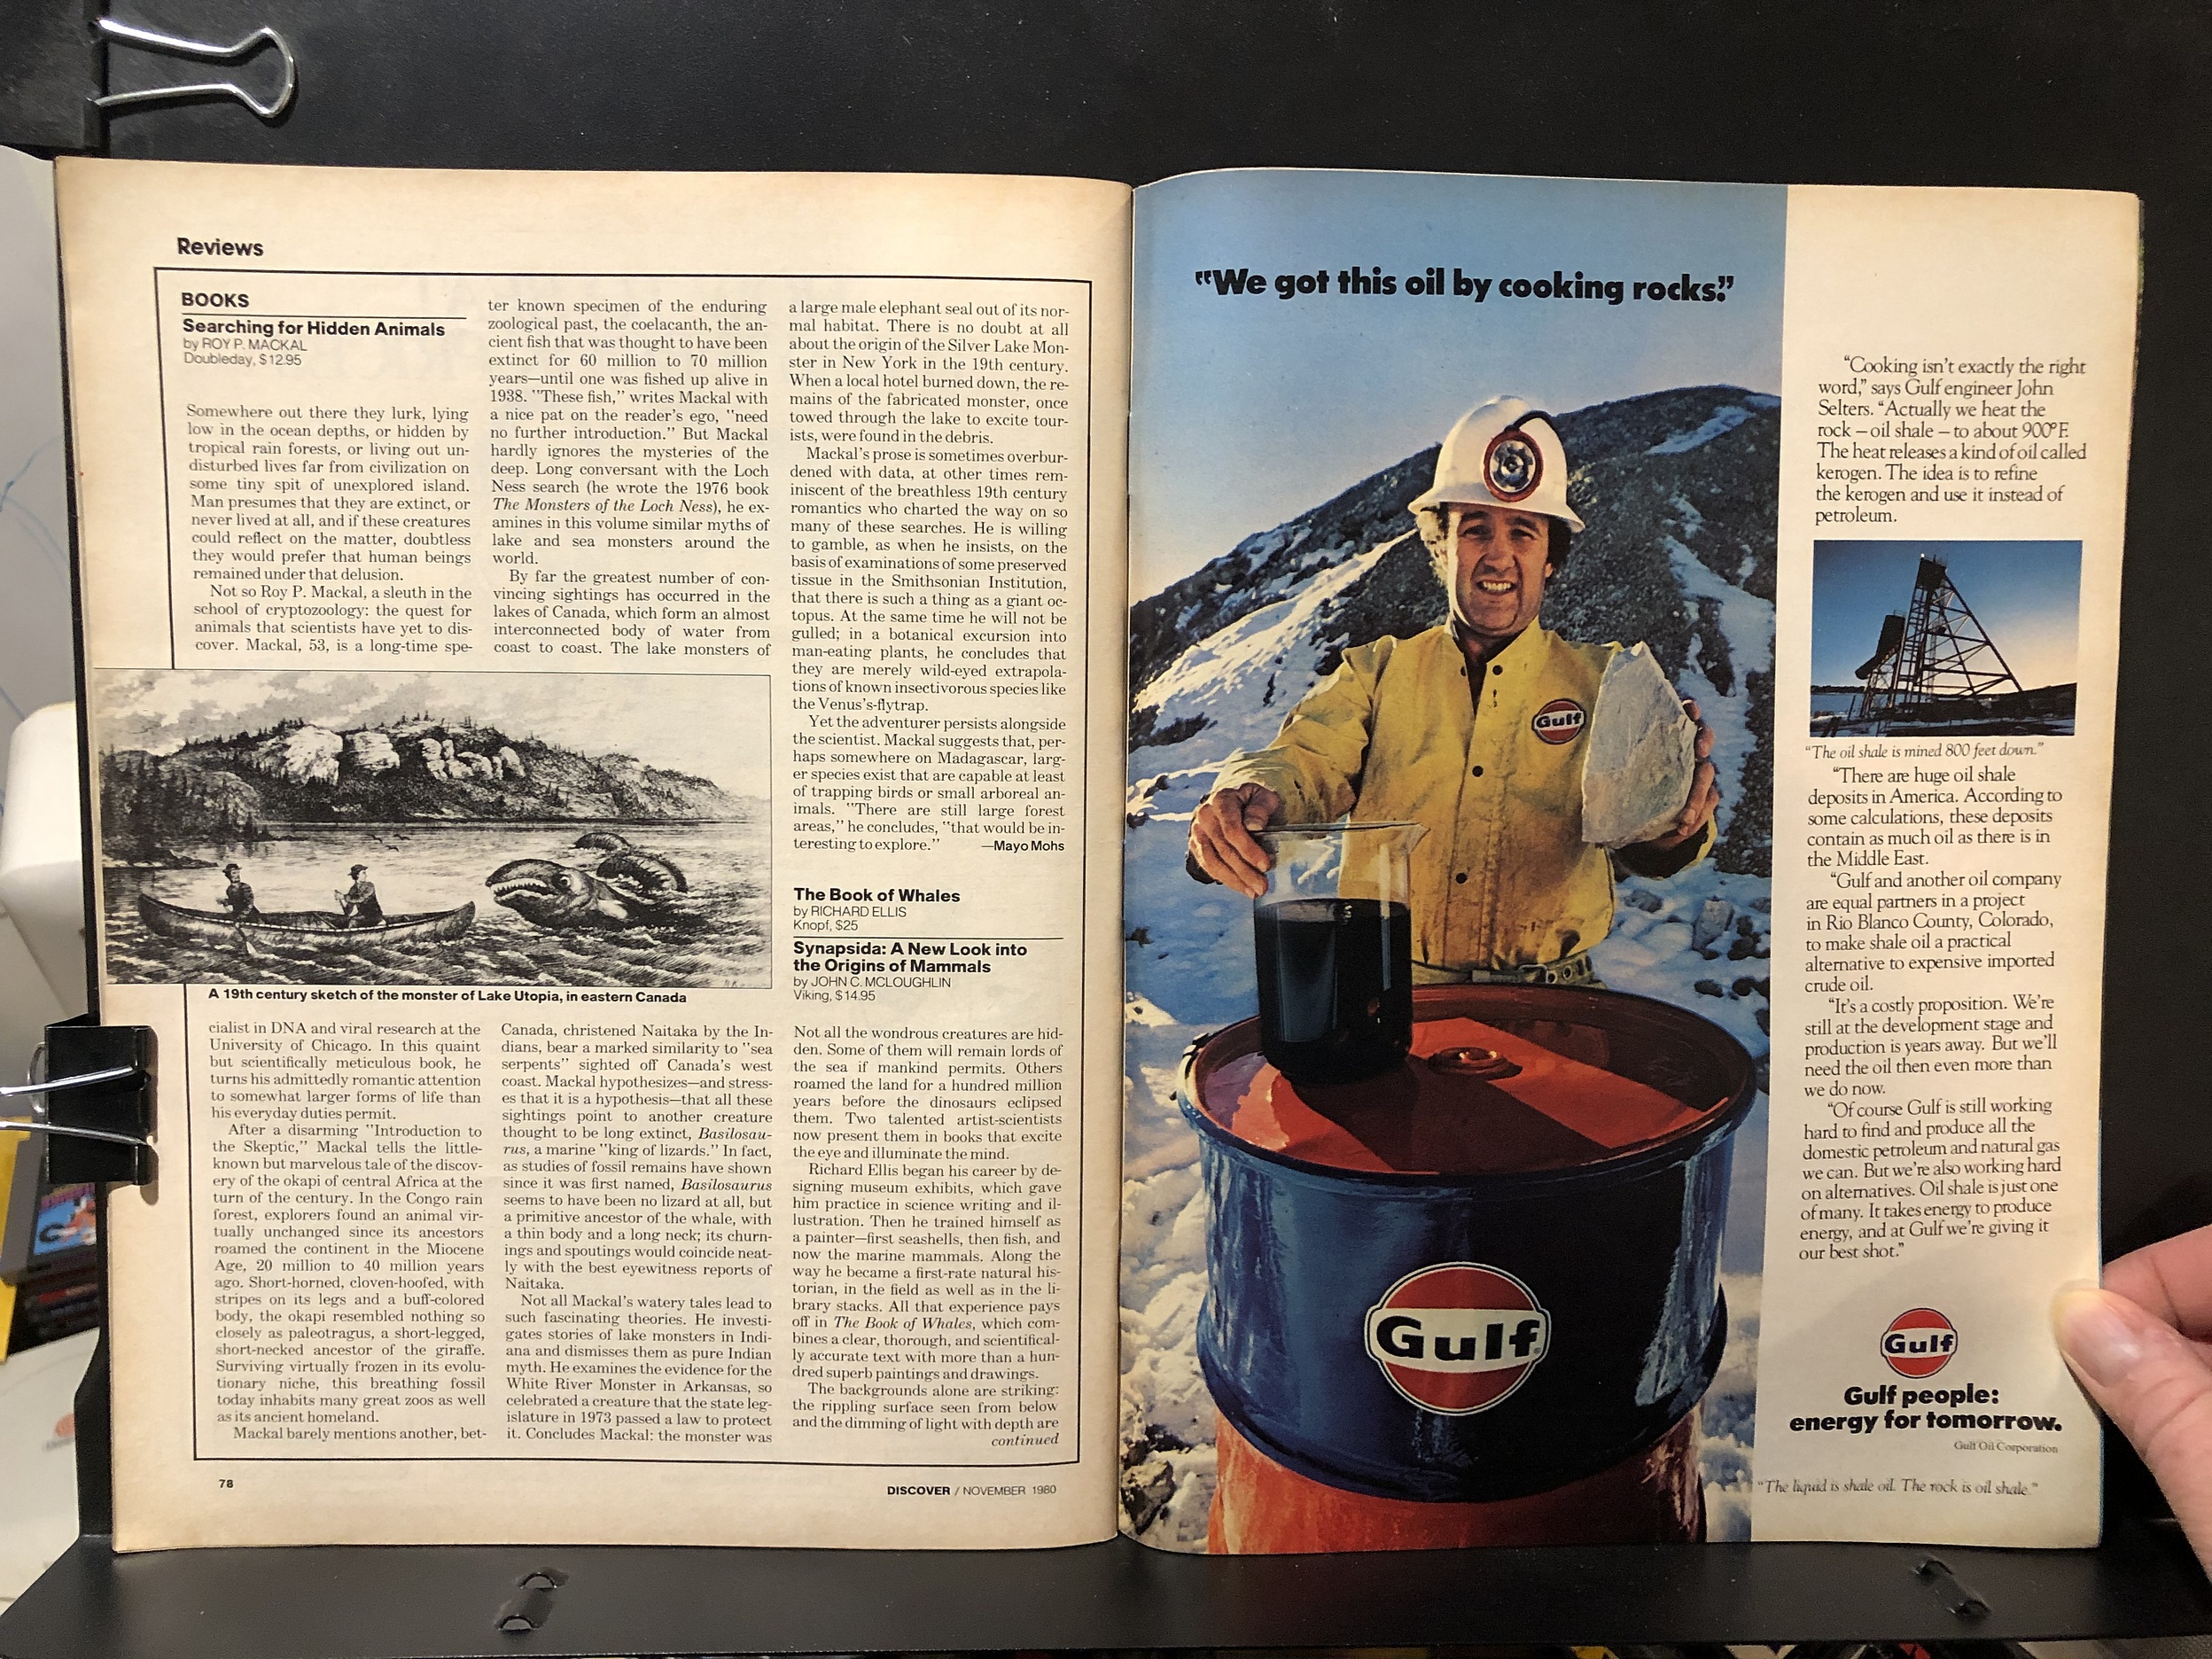 Reviews
BOOKS
Searching for Hidden Animals
by ROY P. MACKAL
Doubleday, $12.95
Somewhere out there they lurk, lying
low in the ocean depths, or hidden by
tropical rain forests, or living out un-
disturbed lives far from civilization on
some tiny spit of unexplored island.
Man presumes that they are extinct, or
never lived at all, and if these creatures
could reflect on the matter, doubtless
they would prefer that human beings
remained under that delusion.
Not so Roy P. Mackal, a sleuth in the
school of cryptozoology: the quest for
animals that scientists have yet to dis-
cover. Mackal, 53, is a long-time spe-
A 19th century sketch of the monster of Lake Utopia, in eastern Canada
cialist in DNA and viral research at the
University of Chicago. In this quaint
but scientifically meticulous book, he
turns his admittedly romantic attention
to somewhat larger forms of life than
his everyday duties permit.
After a disarming "Introduction to
the Skeptic," Mackal tells the little-
known but marvelous tale of the discov-
ery of the okapi of central Africa at the
turn of the century. In the Congo rain
forest, explorers found an animal vir-
tually unchanged since its ancestors
roamed the continent in the Miocene
Age, 20 million to 40 million years
ago. Short-horned, cloven-hoofed, with
stripes on its legs and a buff-colored
body, the okapi resembled nothing so
closely as paleotragus, a short-legged,
short-necked ancestor of the giraffe.
Surviving virtually frozen in its evolu-
tionary niche, this breathing fossil
today inhabits many great zoos as well
as its ancient homeland.
Mackal barely mentions another, bet-
ter known specimen of the enduring
zoological past, the coelacanth, the an-
cient fish that was thought to have been
extinct for 60 million to 70 million
years—until one was fished up alive in
1938. "These fish," writes Mackal with
a nice pat on the reader's ego, "need
no further introduction." But Mackal
hardly ignores the mysteries of the
deep. Long conversant with the Loch
Ness search (he wrote the 1976 book
The Monsters of the Loch Ness), he ex-
amines in this volume similar myths of
lake and sea monsters around the
world.
By far the greatest number of con-
vincing sightings has occurred in the
lakes of Canada, which form an almost
interconnected body of water from
coast to coast. The lake monsters of
Canada, christened Naitaka by the In-
dians, bear a marked similarity to "sea
serpents" sighted off Canada's west
coast. Mackal hypothesizes—and stress-
es that it is a hypothesis—that all these
sightings point to another creature
thought to be long extinct, Basilosau-
rus, a marine "king of lizards." In fact,
as studies of fossil remains have shown
since it was first named, Basilosaurus
seems to have been no lizard at all, but
a primitive ancestor of the whale, with
a thin body and a long neck; its churn-
ings and spoutings would coincide neat-
ly with the best eyewitness reports of
Naitaka.
Not all Mackal's watery tales lead to
such fascinating theories. He investi-
gates stories of lake monsters in Indi-
ana and dismisses them as pure Indian
myth. He examines the evidence for the
White River Monster in Arkansas, so
celebrated a creature that the state leg-
islature in 1973 passed a law to protect
it. Concludes Mackal: the monster was
a large male elephant seal out of its nor-
mal habitat. There is no doubt at all
about the origin of the Silver Lake Mon-
ster in New York in the 19th century.
When a local hotel burned down, the re-
mains of the fabricated monster, once
towed through the lake to excite tour-
ists, were found in the debris.
Mackal's prose is sometimes overbur-
dened with data, at other times rem-
iniscent of the breathless 19th century
romantics who charted the way on so
many of these searches. He is willing
to gamble, as when he insists, on the
basis of examinations of some preserved
tissue in the Smithsonian Institution,
that there is such a thing as a giant oc-
topus. At the same time he will not be
gulled; in a botanical excursion into
man-eating plants, he concludes that
they are merely wild-eyed extrapola-
tions of known insectivorous species like
the Venus's-flytrap.
Yet the adventurer persists alongside
the scientist. Mackal suggests that, per-
haps somewhere on Madagascar, larg-
er species exist that are capable at least
of trapping birds or small arboreal an-
imals. "There are still large forest
areas," he concludes, "that would be in-
teresting to explore." —Mayo Mohs
The Book of Whales
by RICHARD ELLIS
Knopf, $25
Synapsida: A New Look into
the Origins of Mammals
by JOHN C. MCLOUGHLIN
Viking, $14.95
Not all the wondrous creatures are hid-
den. Some of them will remain lords of
the sea if mankind permits. Others
roamed the land for a hundred million
years before the dinosaurs eclipsed
them. Two talented artist-scientists
now present them in books that excite
the eye and illuminate the mind.
Richard Ellis began his career by de-
signing museum exhibits, which gave
him practice in science writing and il-
lustration. Then he trained himself as
a painter—first seashells, then fish, and
now the marine mammals. Along the
way he became a first-rate natural his-
torian, in the field as well as in the li-
brary stacks. All that experience pays
off in The Book of Whales, which com-
bines a clear, thorough, and scientifical-
ly accurate text with more than a hun-
dred superb paintings and drawings.
The backgrounds alone are striking:
the rippling surface seen from below
and the dimming of light with depth are
continued
78
DISCOVER / NOVEMBER 1980
"We got this oil by cooking rocks."
Gulf
Gulf
"Cooking isn't exactly the right
word," says Gulf engineer John
Selters. "Actually we heat the
rock – oil shale – to about 900°F.
The heat releases a kind of oil called
kerogen. The idea is to refine
the kerogen and use it instead of
petroleum.
"The oil shale is mined 800 feet down."
"There are huge oil shale
deposits in America. According to
some calculations, these deposits
contain as much oil as there is in
the Middle East.
"Gulf and another oil company
are equal partners in a project
in Rio Blanco County, Colorado,
to make shale oil a practical
alternative to expensive imported
crude oil.
"It's a costly proposition. We're
still at the development stage and
production is years away. But we'll
need the oil then even more than
we do now.
"Of course Gulf is still working
hard to find and produce all the
domestic petroleum and natural gas
we can. But we're also working hard
on alternatives. Oil shale is just one
of many. It takes energy to produce
energy, and at Gulf we're giving it
our best shot."
Gulf
Gulf people:
energy for tomorrow.
Gulf Oil Corporation
"The liquid is shale oil. The rock is oil shale."